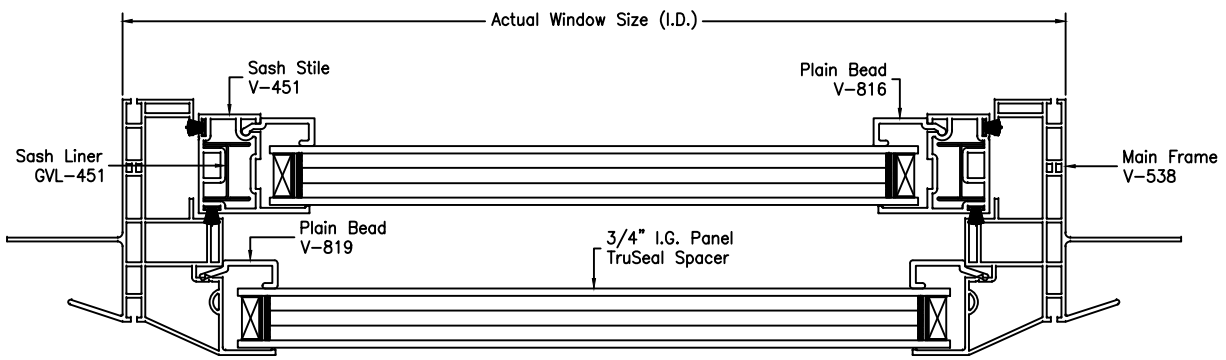 Actual Window Size (I.D.)
Sash Stile
V-451
Plain Bead
V-816
Sash Liner
GVL-451
Main Frame
V-538
Plain Bead
V-819
3/4" I.G. Panel
TruSeal Spacer